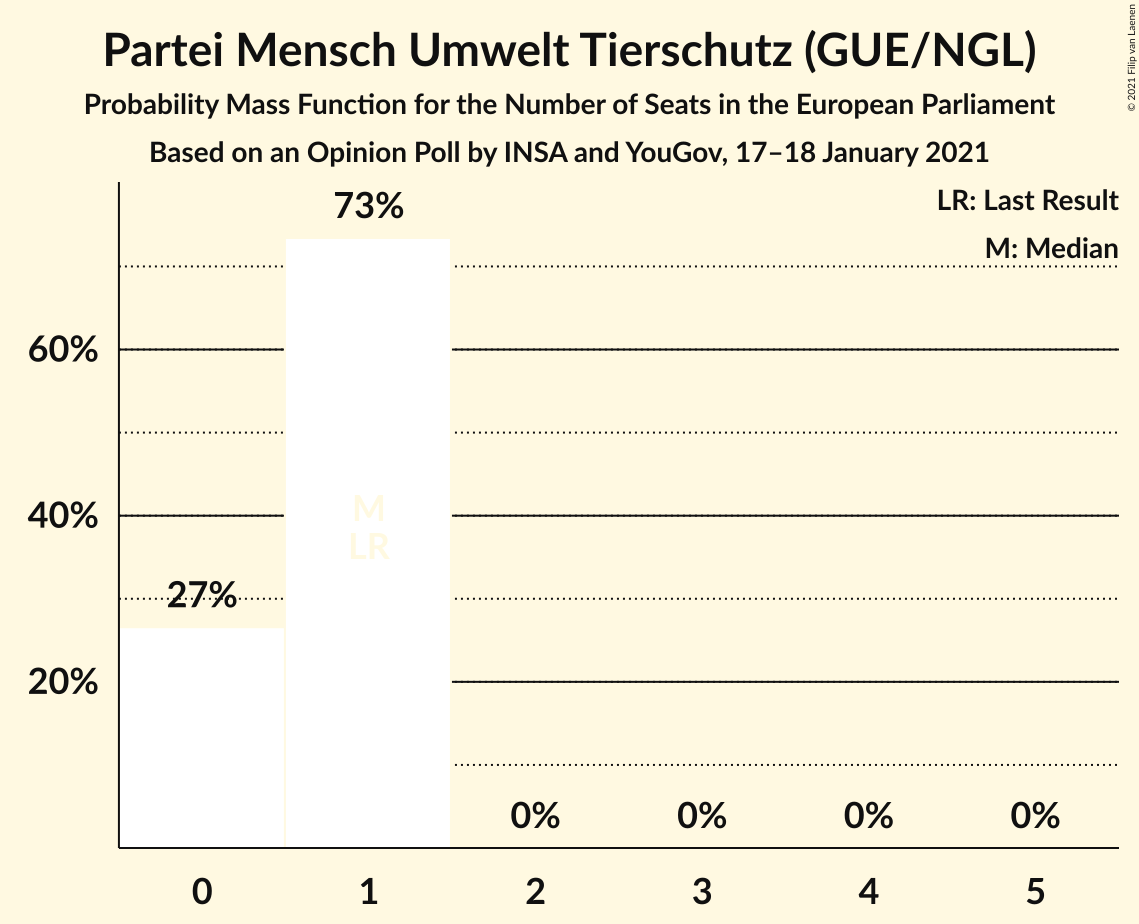 Partei Mensch Umwelt Tierschutz (GUE/NGL)
Probability Mass Function for the Number of Seats in the European Parliament
Based on an Opinion Poll by INSA and YouGov, 17–18 January 2021
© 2021 Filip van Laenen
LR: Last Result
M: Median
73%
60%
M
40%
LR
27%
20%
0% 0% 0% 0%
0 1 2 3 4 5